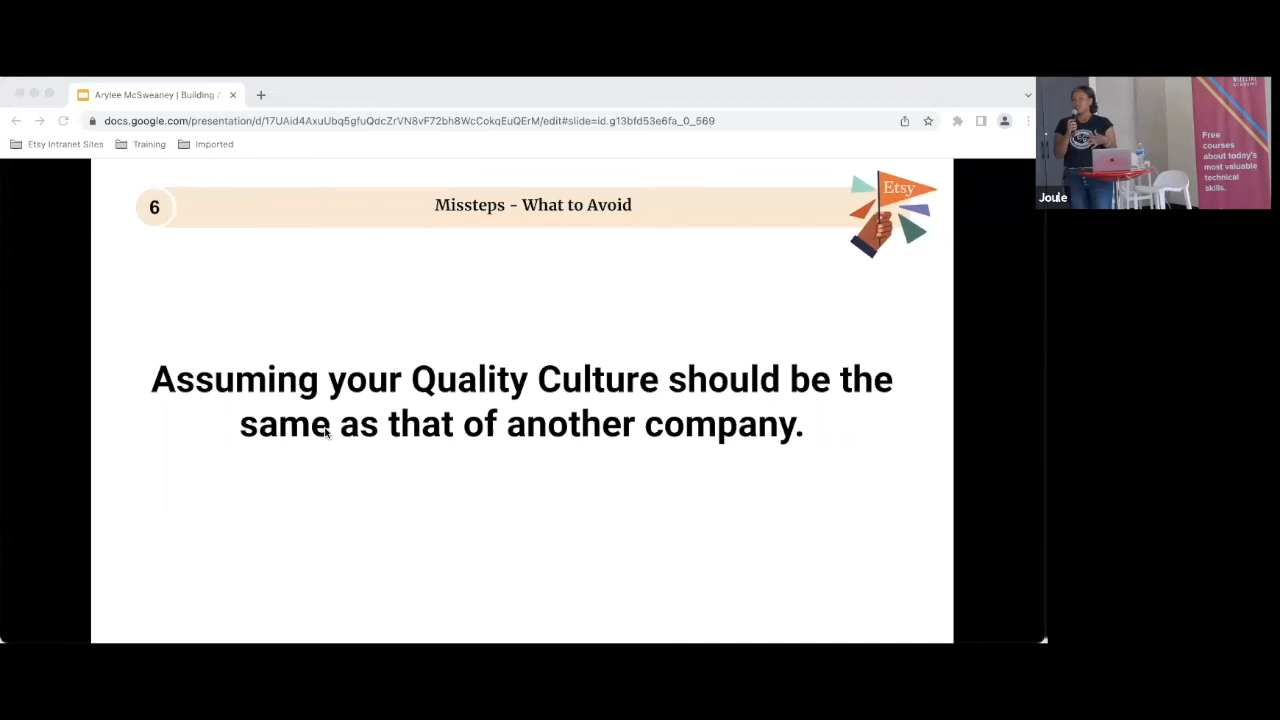 Arylee McSweaney | Building /
docs.google.com/presentation/d/17UAid4AxuUbq5gfuQdcZrVN8vF72bh8WcCokqEuQErM/edit#slide=id.g13bfd53e6fa_0_569
Etsy Intranet Sites
Training
Imported
6
Missteps - What to Avoid
Etsy
Assuming your Quality Culture should be the
same as that of another company.
ACADEMY
Free
courses
about today's
most valuable
technical
skills.
Joule